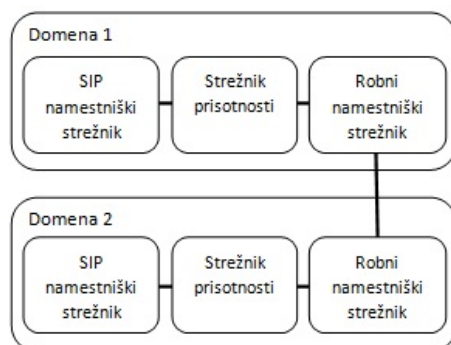 Domena 1
SIP
namestniški
strežnik
Strežnik
prisotnosti
Robni
namestniški
strežnik
Domena 2
SIP
namestniški
strežnik
Strežnik
prisotnosti
Robni
namestniški
strežnik